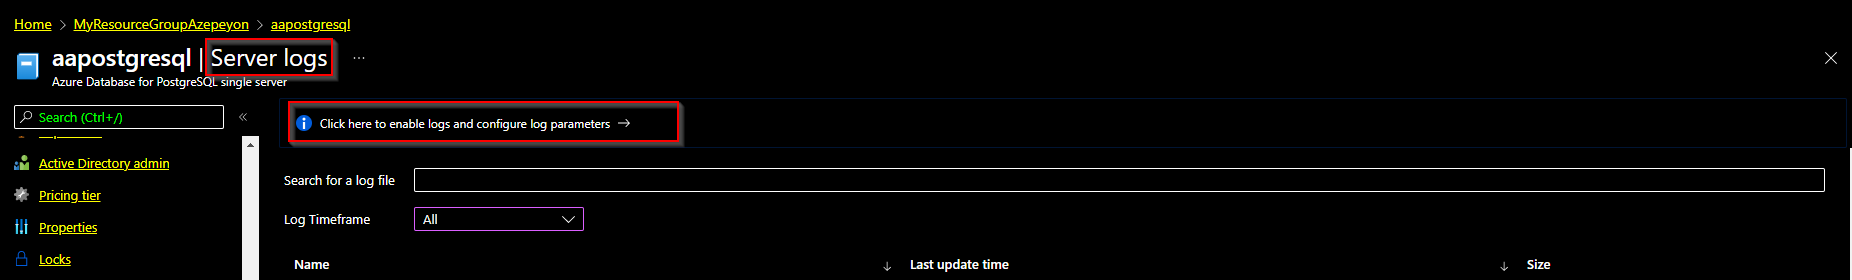 Home > MyResourceGroupAzepeyon > aapostgresql
aapostgresql | Server logs ...
Azure Database for PostgreSQL single server
Search (Ctrl+/) «
Click here to enable logs and configure log parameters →
Active Directory admin
Pricing tier
Properties
Locks
Search for a log file
Log Timeframe All
Name ↓ Last update time ↓ Size